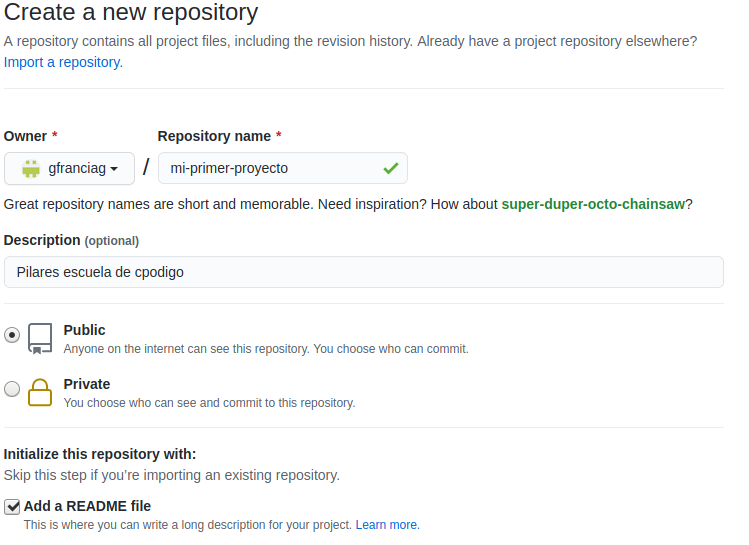 Create a new repository
A repository contains all project files, including the revision history. Already have a project repository elsewhere?
Import a repository.
Owner * Repository name *
gfranciag / mi-primer-proyecto
Great repository names are short and memorable. Need inspiration? How about super-duper-octo-chainsaw?
Description (optional)
Pilares escuela de cpodigo
Public
Anyone on the internet can see this repository. You choose who can commit.
Private
You choose who can see and commit to this repository.
Initialize this repository with:
Skip this step if you’re importing an existing repository.
Add a README file
This is where you can write a long description for your project. Learn more.